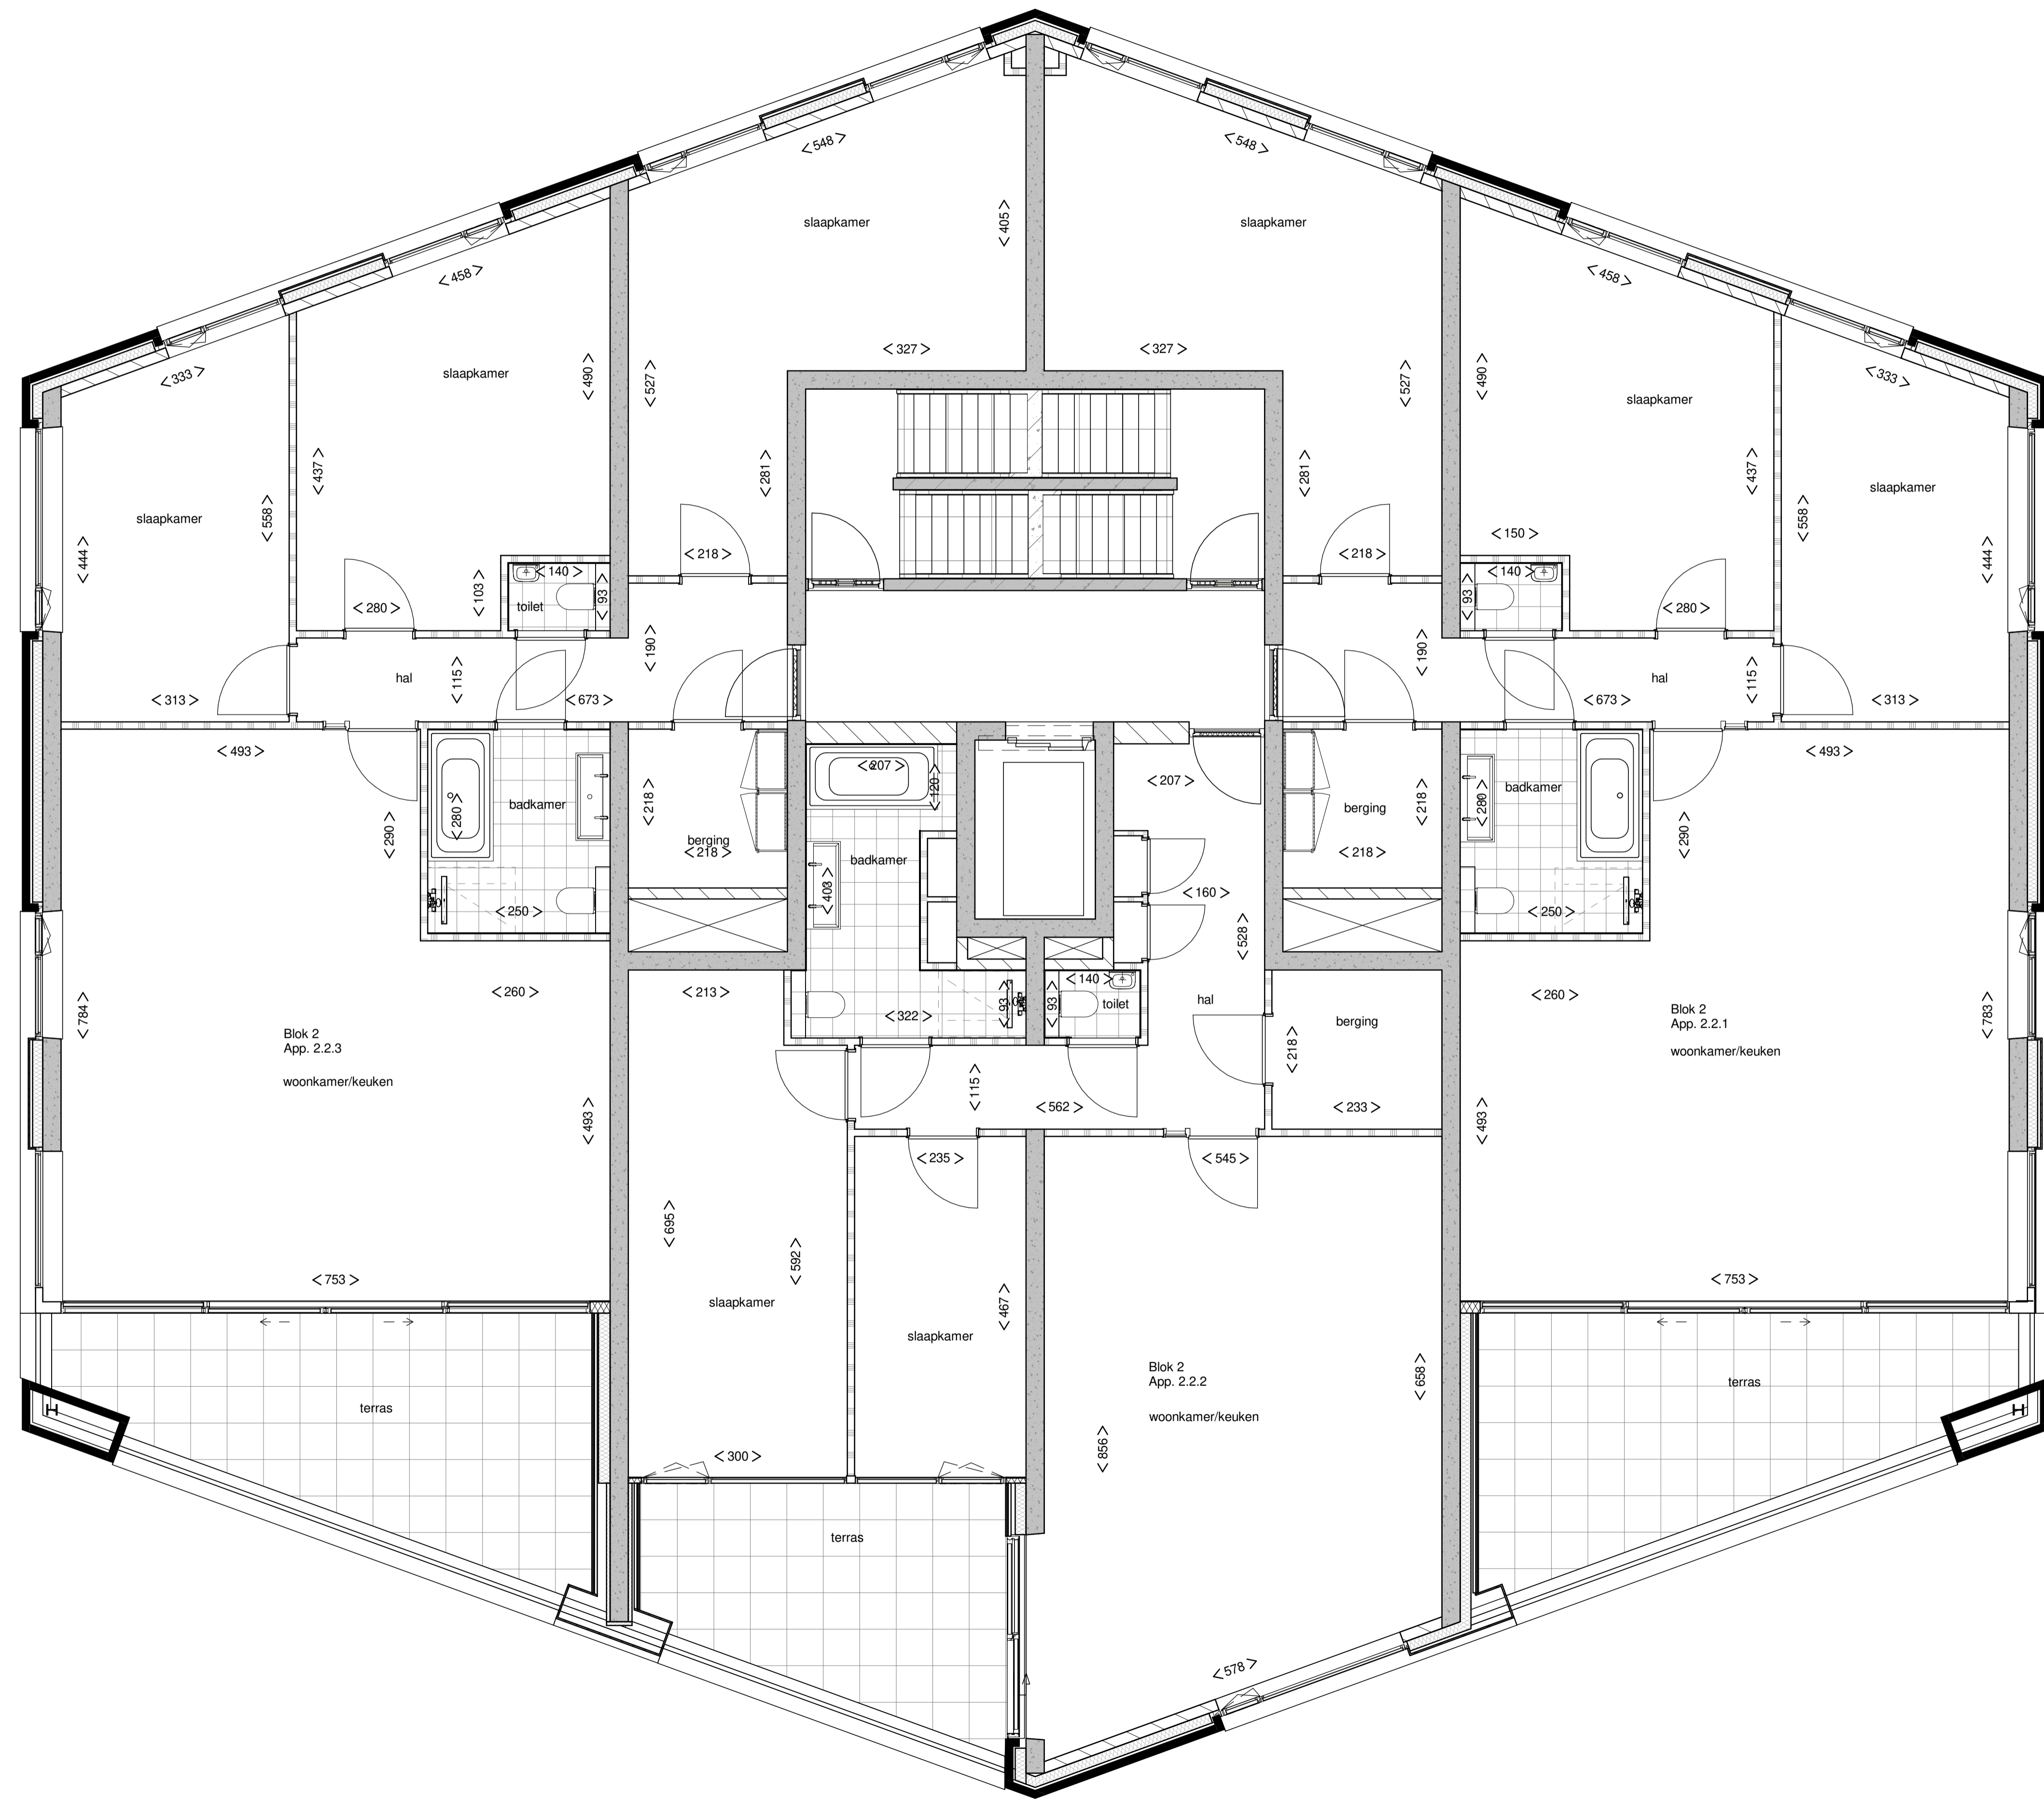 < 548 >
< 548 >
slaapkamer
< 405 >
slaapkamer
< 458 >
< 458 >
< 327 >
< 327 >
< 333 >
slaapkamer
< 490 >
< 527 >
< 527 >
< 490 >
slaapkamer
< 333 >
< 437 >
< 281 >
< 281 >
< 437 >
slaapkamer
< 558 >
slaapkamer
< 558 >
< 150 >
< 444 >
< 218 >
< 218 >
< 444 >
< 140 >
< 140 >
< 103 >
< 93 >
< 93 >
< 280 >
toilet
< 280 >
< 190 >
< 190 >
hal
< 115 >
hal
< 115 >
< 313 >
< 673 >
< 673 >
< 313 >
< 493 >
< 493 >
< 207 >
< 120 >
< 207 >
badkamer
< 218 >
berging
< 218 >
badkamer
< 280 >
< 280 >
< 290 >
< 290 >
berging
< 218 >
< 218 >
badkamer
< 403 >
< 160 >
< 250 >
< 250 >
< 528 >
< 260 >
< 213 >
< 140 >
< 260 >
< 784 >
< 93 >
< 93 >
toilet
hal
< 783 >
< 322 >
berging
Blok 2
App. 2.2.3
woonkamer/keuken
Blok 2
App. 2.2.1
woonkamer/keuken
< 218 >
< 115 >
< 562 >
< 233 >
< 493 >
< 493 >
< 235 >
< 545 >
< 695 >
< 592 >
< 753 >
< 753 >
slaapkamer
< 467 >
slaapkamer
Blok 2
App. 2.2.2
woonkamer/keuken
< 658 >
terras
terras
< 856 >
< 300 >
terras
< 578 >